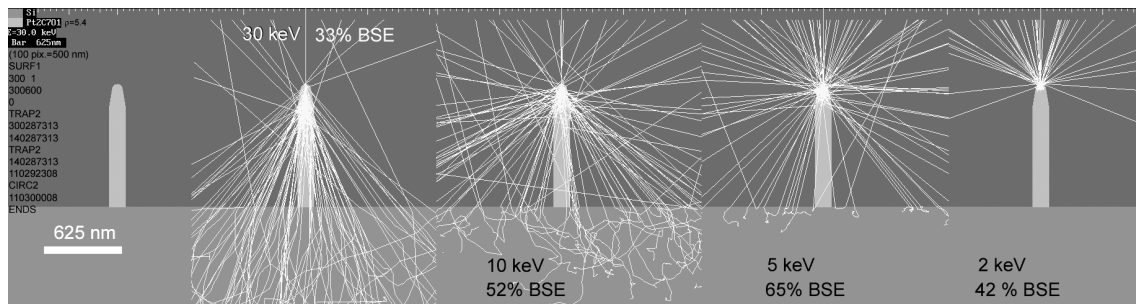 Si
Pt2C701 ρ=5.4
E=30.0 keV
Bar 625nm
(100 pix.=500 nm)
SURF1
300 1
300600
0
TRAP2
300287313
140287313
TRAP2
140287313
110292308
CIRC2
110300008
ENDS
625 nm
30 keV 33% BSE
10 keV
52% BSE
5 keV
65% BSE
2 keV
42 % BSE